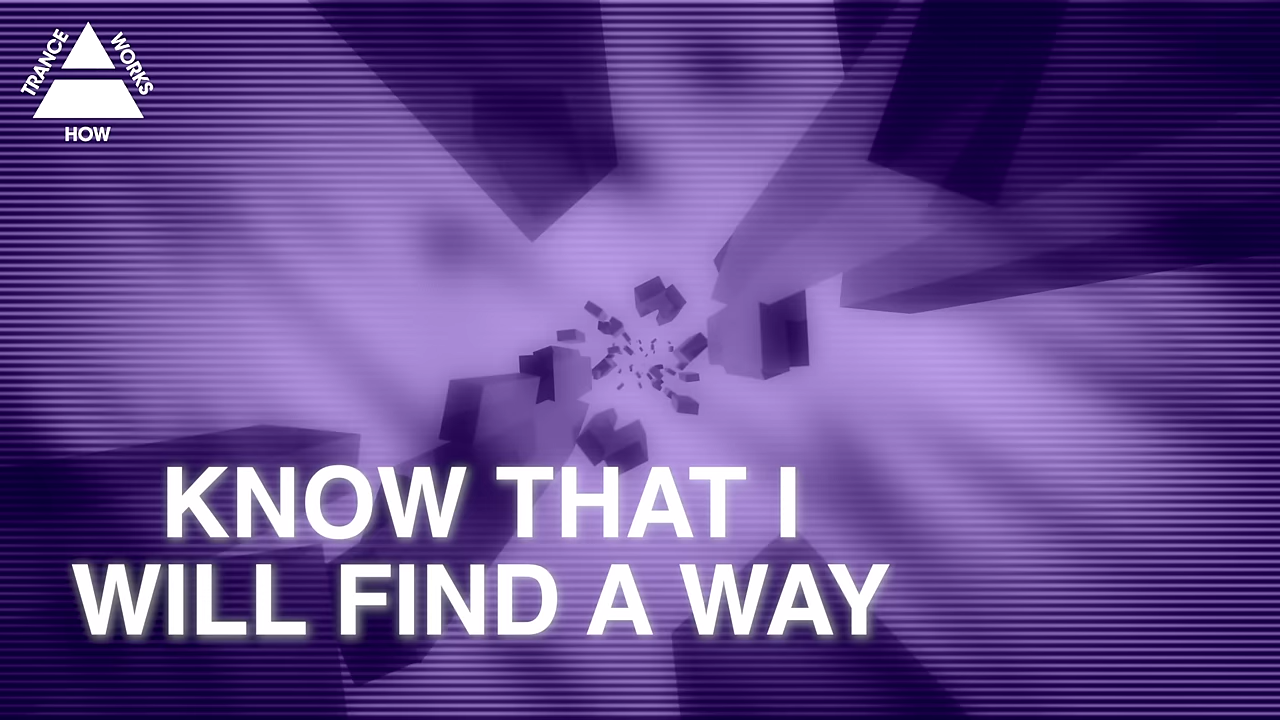 TRANCE
WORKS
HOW
KNOW THAT I
WILL FIND A WAY